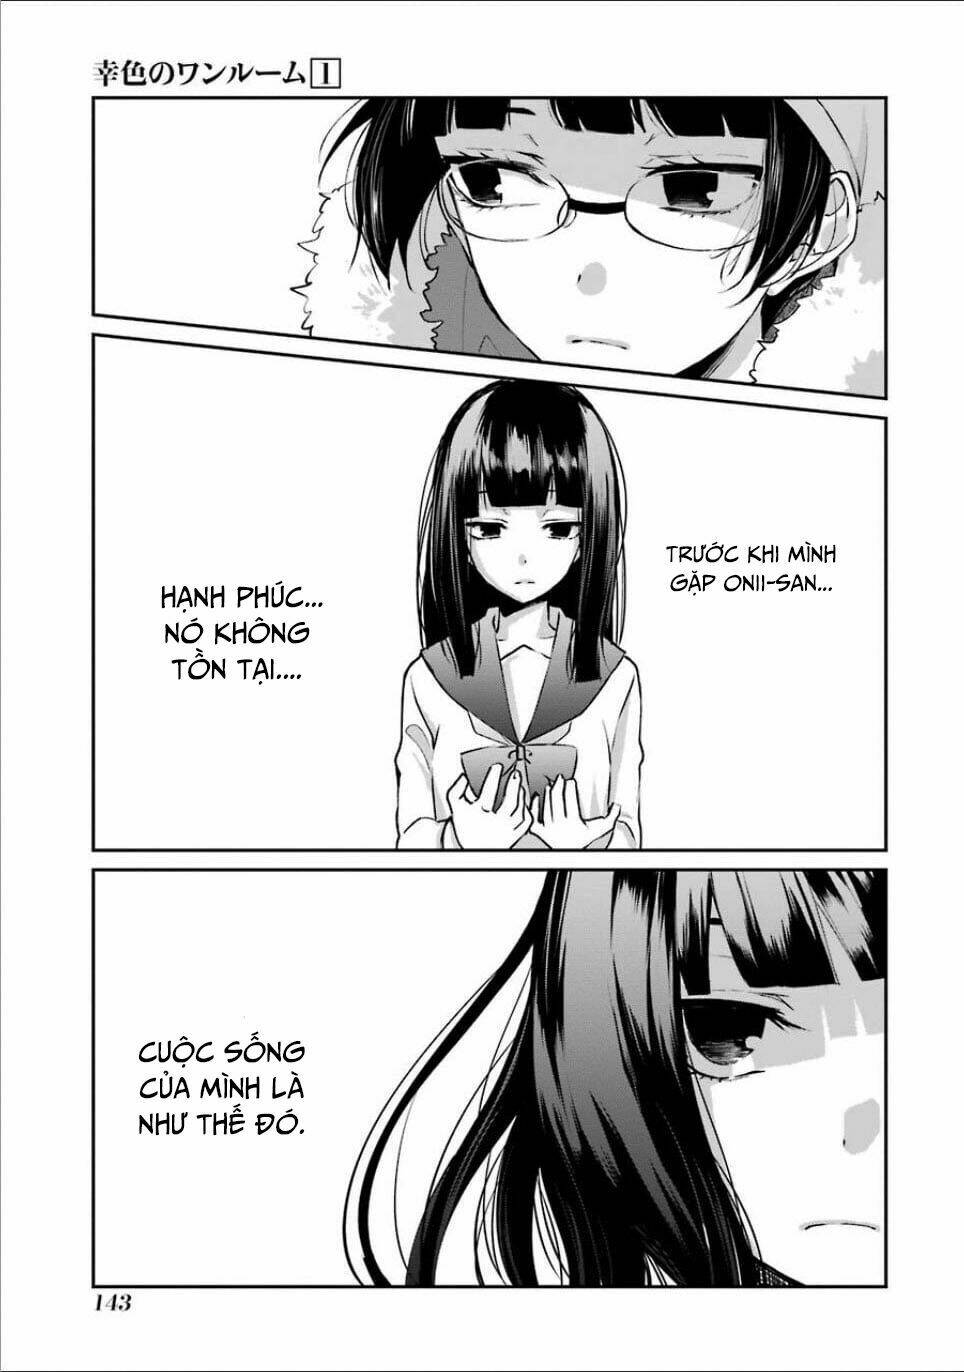 幸色のワンルーム 1
TRƯỚC KHI MÌNH
GẶP ONII-SAN...
HẠNH PHÚC...
NÓ KHÔNG
TỒN TẠI....
CUỘC SỐNG
CỦA MÌNH LÀ
NHƯ THẾ ĐÓ.
143